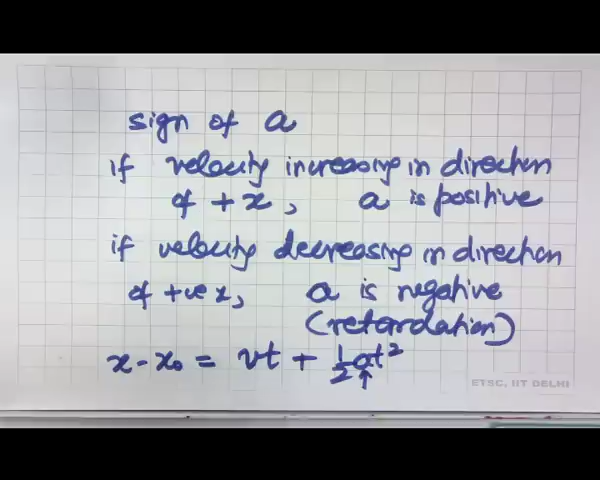 sign of a
if velocity increasing in direction
of + x, a is positive
if velocity decreasing in direction
of +ve x, a is negative
(retardation)
x - x₀ = vt + ½at²
ETSC, IIT DELHI